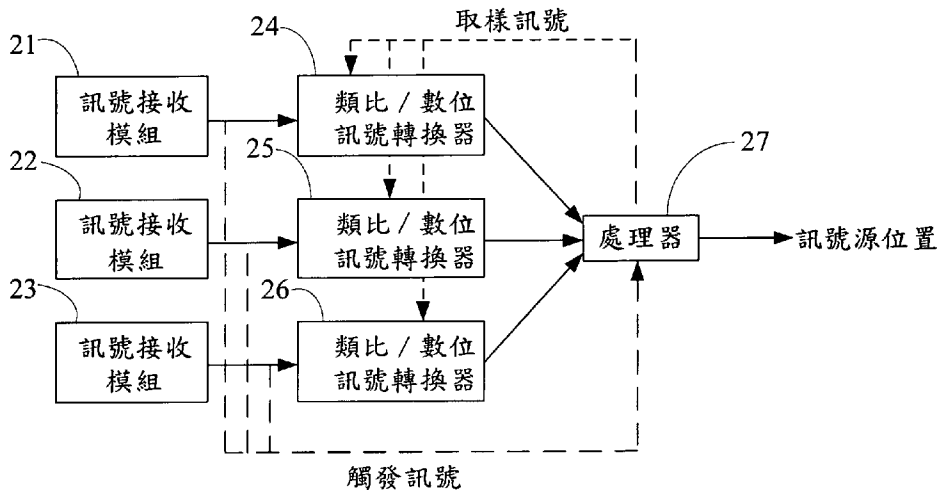 取樣訊號
21
24
訊號接收
模組
類比/數位
訊號轉換器
22
25
27
訊號接收
模組
類比/數位
訊號轉換器
處理器
訊號源位置
23
26
訊號接收
模組
類比/數位
訊號轉換器
觸發訊號